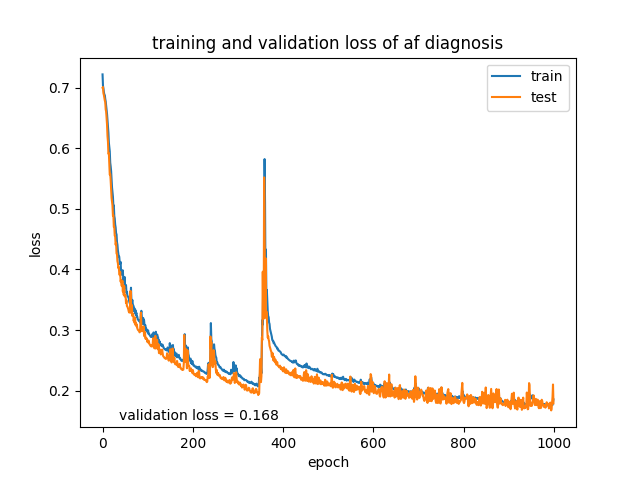 training and validation loss of af diagnosis
train
test
0.7
0.6
0.5
0.4
0.3
0.2
loss
validation loss = 0.168
0 200 400 600 800 1000
epoch